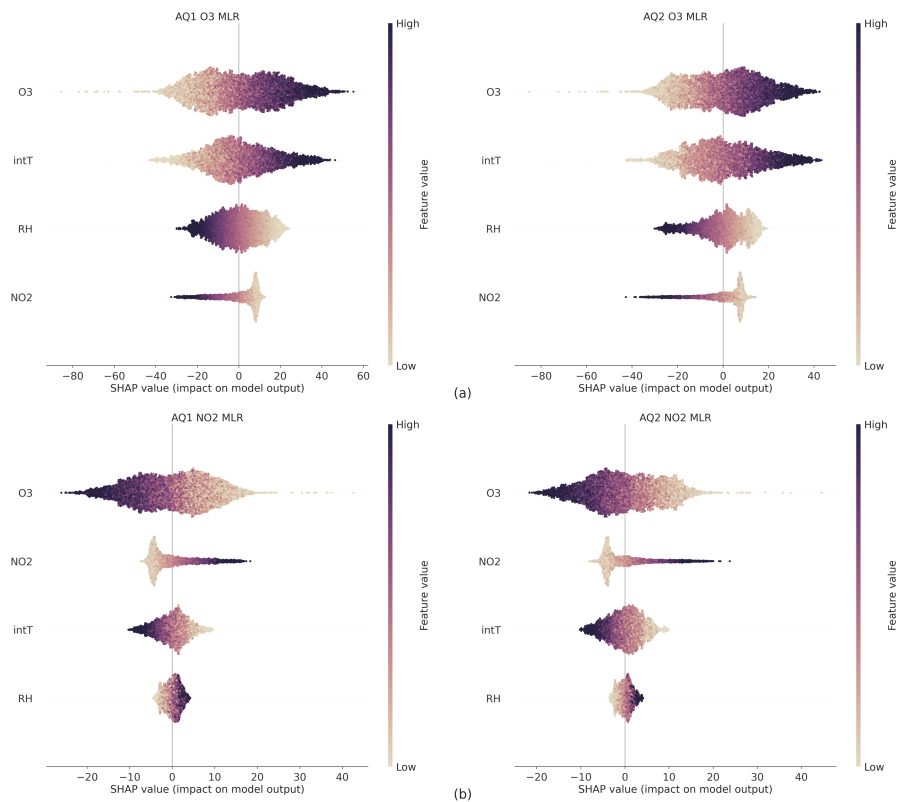 AQ1 O3 MLR
High
O3
intT
RH
NO2
Feature value
Low
−80 −60 −40 −20 0 20 40 60
SHAP value (impact on model output)
AQ2 O3 MLR
High
O3
intT
RH
NO2
Feature value
Low
−80 −60 −40 −20 0 20 40
SHAP value (impact on model output)
(a)
AQ1 NO2 MLR
High
O3
NO2
intT
RH
Feature value
Low
−20 −10 0 10 20 30 40
SHAP value (impact on model output)
AQ2 NO2 MLR
High
O3
NO2
intT
RH
Feature value
Low
−20 −10 0 10 20 30 40
SHAP value (impact on model output)
(b)